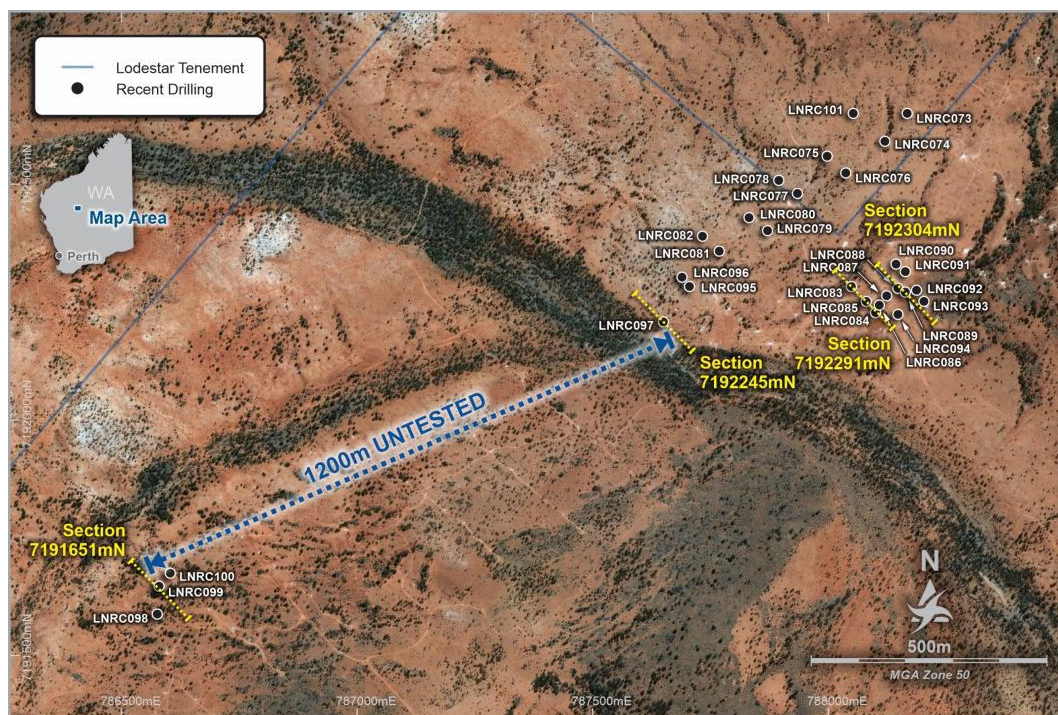 Lodestar Tenement
Recent Drilling
WA
Map Area
Perth
7192500mN
7192000mN
7191500mN
LNRC101
LNRC073
LNRC074
LNRC075
LNRC076
LNRC078
LNRC077
LNRC080
LNRC079
LNRC082
LNRC081
LNRC096
LNRC095
LNRC097
Section
7192304mN
LNRC090
LNRC088
LNRC091
LNRC087
LNRC083
LNRC092
LNRC085
LNRC093
LNRC084
LNRC089
LNRC094
LNRC086
Section
7192291mN
Section
7192245mN
1200m UNTESTED
Section
7191651mN
LNRC100
LNRC099
LNRC098
N
500m
MGA Zone 50
786500mE
787000mE
787500mE
788000mE